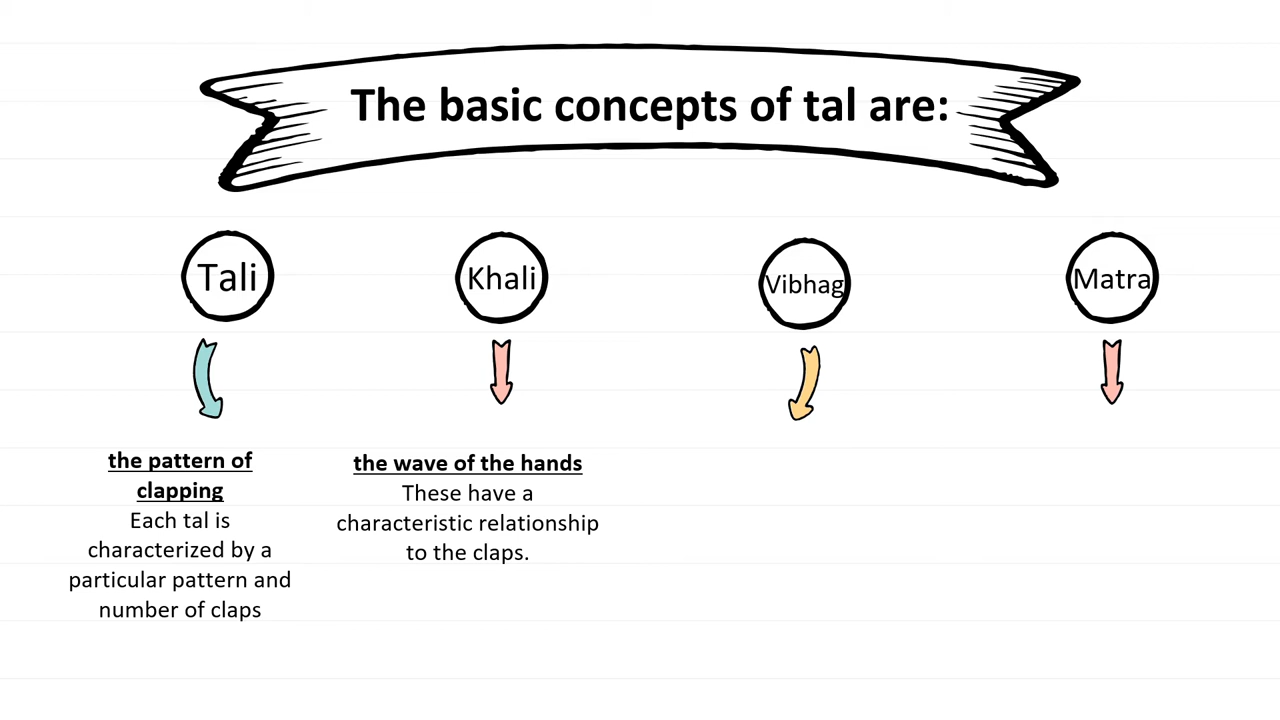 The basic concepts of tal are:
Tali
Khali
Vibhag
Matra
the pattern of
clapping
Each tal is
characterized by a
particular pattern and
number of claps
the wave of the hands
These have a
characteristic relationship
to the claps.